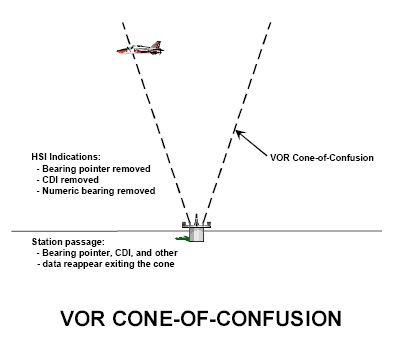 HSI Indications:
- Bearing pointer removed
- CDI removed
- Numeric bearing removed
VOR Cone-of-Confusion
Station passage:
- Bearing pointer, CDI, and other
- data reappear exiting the cone
VOR CONE-OF-CONFUSION